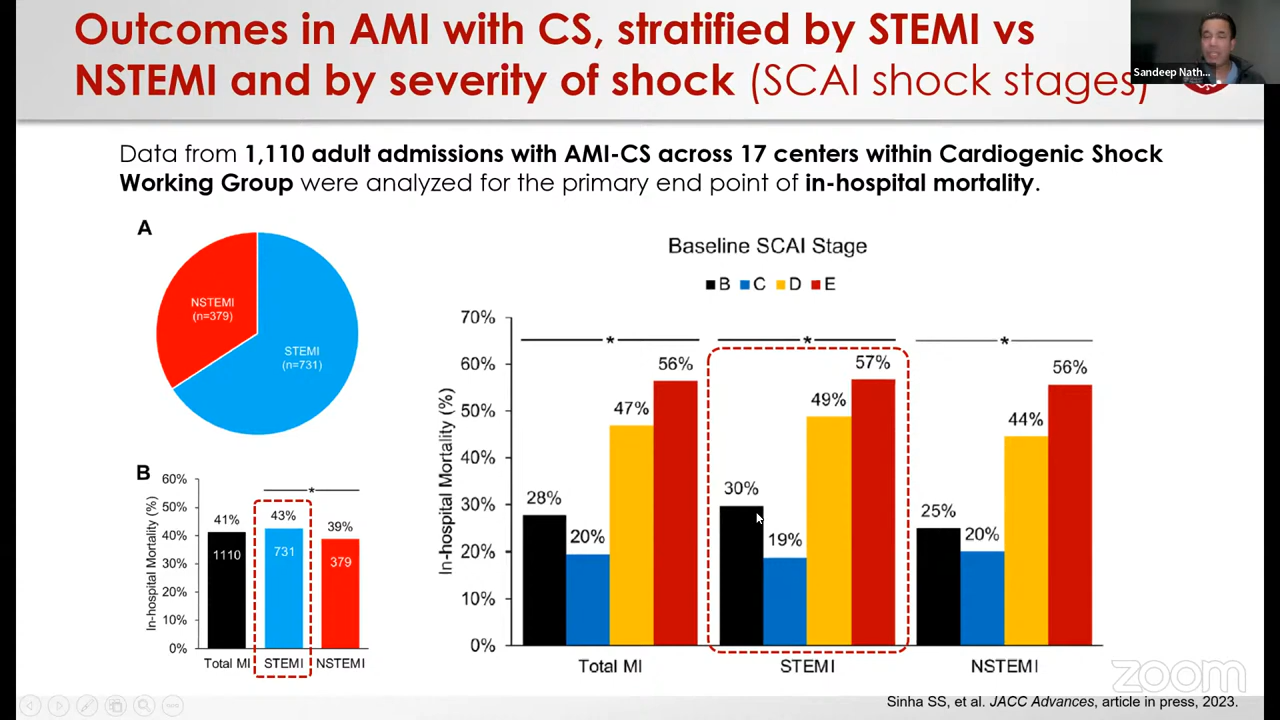 Outcomes in AMI with CS, stratified by STEMI vs
NSTEMI and by severity of shock (SCAI shock stages)
Sandeep Nath...
Data from 1,110 adult admissions with AMI-CS across 17 centers within Cardiogenic Shock
Working Group were analyzed for the primary end point of in-hospital mortality.
A
NSTEMI
(n=379)
STEMI
(n=731)
B
In-hospital Mortality (%)
60%
50%
40%
30%
20%
10%
0%
*
41%
43%
39%
1110
731
379
Total MI
STEMI
NSTEMI
Baseline SCAI Stage
B C D E
In-hospital Mortality (%)
70%
60%
50%
40%
30%
20%
10%
0%
* * *
28%
20%
47%
56%
30%
19%
49%
57%
25%
20%
44%
56%
Total MI
STEMI
NSTEMI
zoom
Sinha SS, et al. JACC Advances, article in press, 2023.